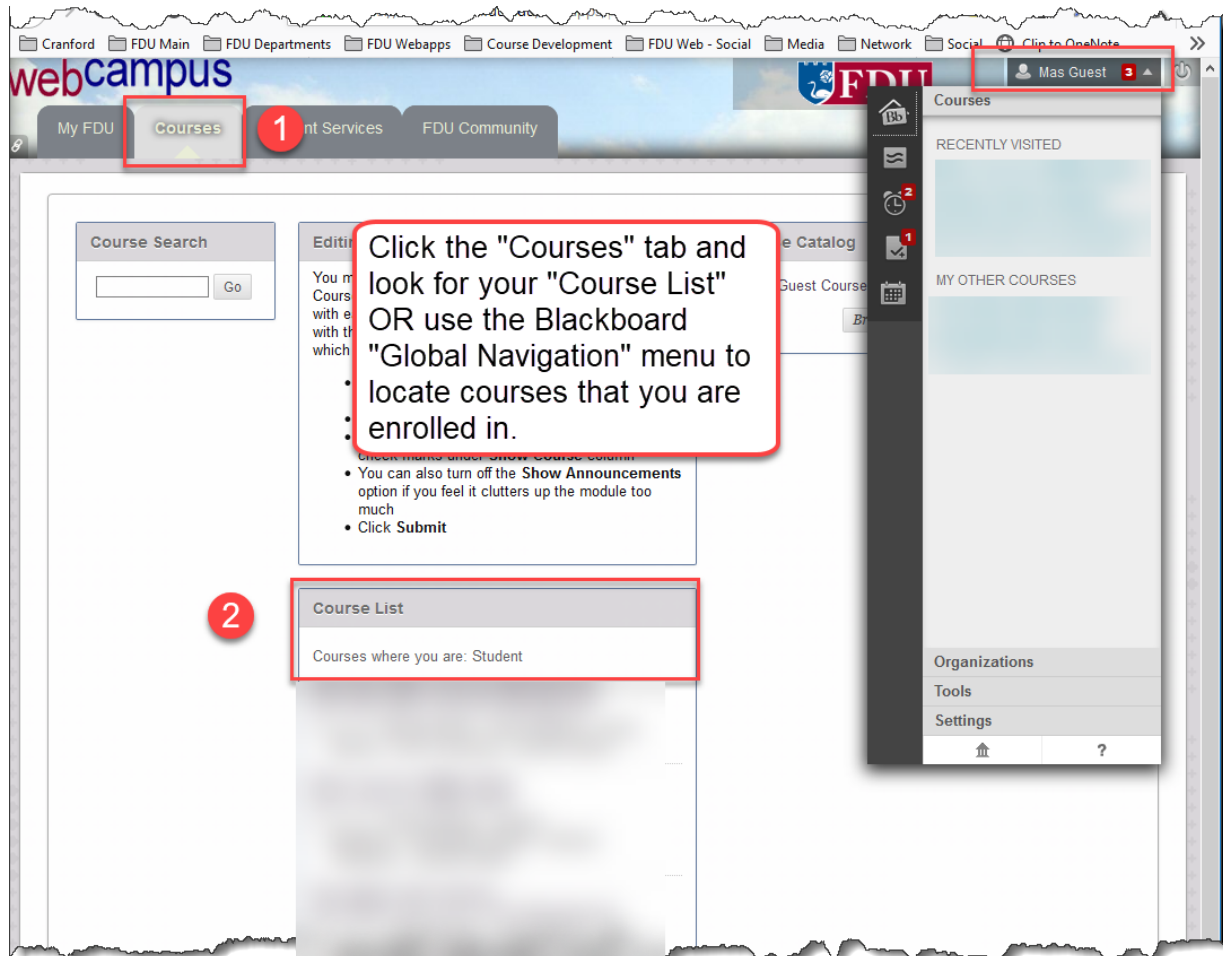 Cranford FDU Main FDU Departments FDU Webapps Course Development FDU Web - Social Media Network Social Clip to OneNote »
webcampus
FDU
Mas Guest 3
My FDU Courses 1 nt Services FDU Community
Course Search
Go
Editin
You m
Cours
with e
with th
which
check marks under Show Course column
• You can also turn off the Show Announcements
option if you feel it clutters up the module too
much
• Click Submit
Click the "Courses" tab and
look for your "Course List"
OR use the Blackboard
"Global Navigation" menu to
locate courses that you are
enrolled in.
e Catalog
Guest Course
Br
2
Course List
Courses where you are: Student
Bb
2
1
Courses
RECENTLY VISITED
MY OTHER COURSES
Organizations
Tools
Settings
?